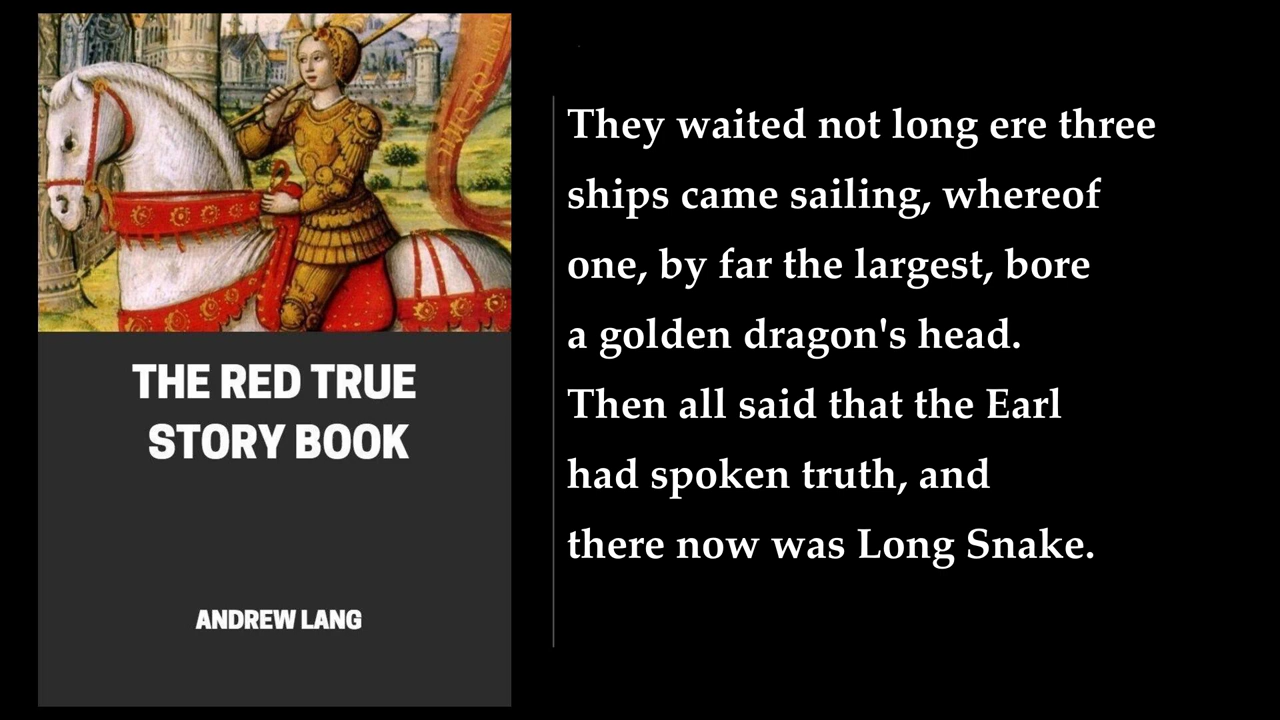 THE RED TRUE
STORY BOOK
ANDREW LANG
They waited not long ere three
ships came sailing, whereof
one, by far the largest, bore
a golden dragon's head.
Then all said that the Earl
had spoken truth, and
there now was Long Snake.